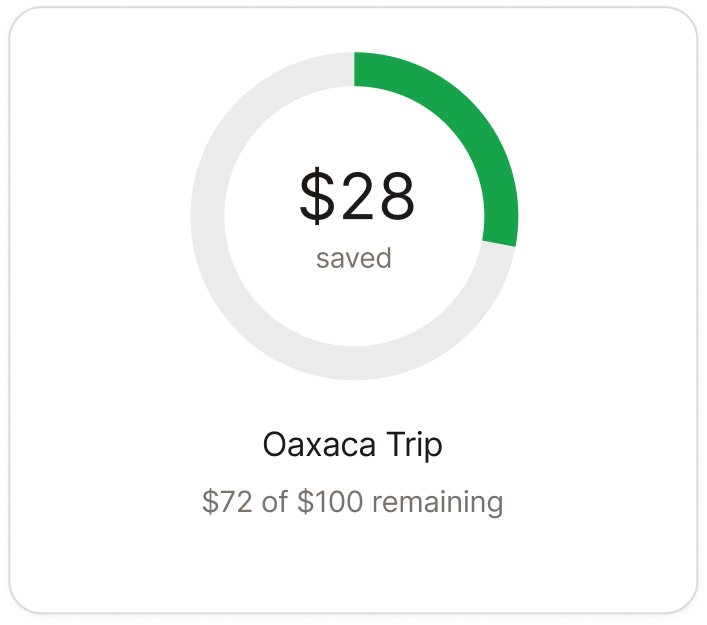 $28
saved
Oaxaca Trip
$72 of $100 remaining